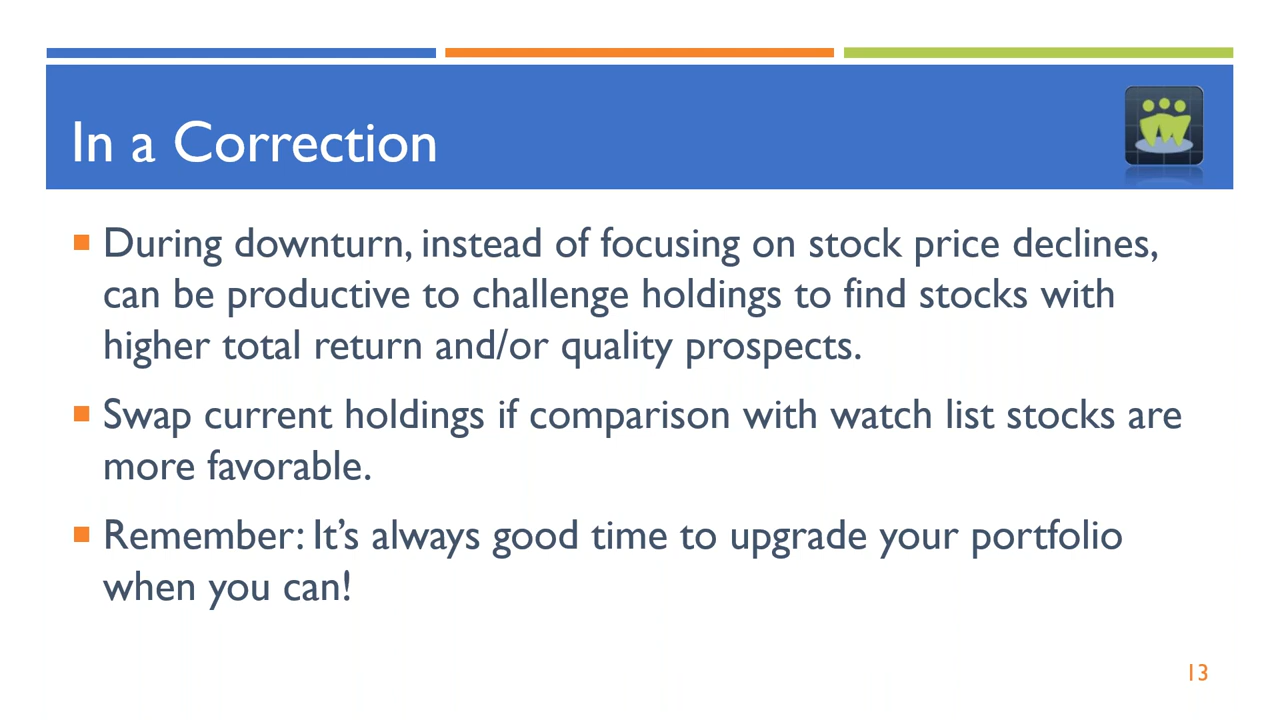 In a Correction
During downturn, instead of focusing on stock price declines,
can be productive to challenge holdings to find stocks with
higher total return and/or quality prospects.
Swap current holdings if comparison with watch list stocks are
more favorable.
Remember: It’s always good time to upgrade your portfolio
when you can!
13